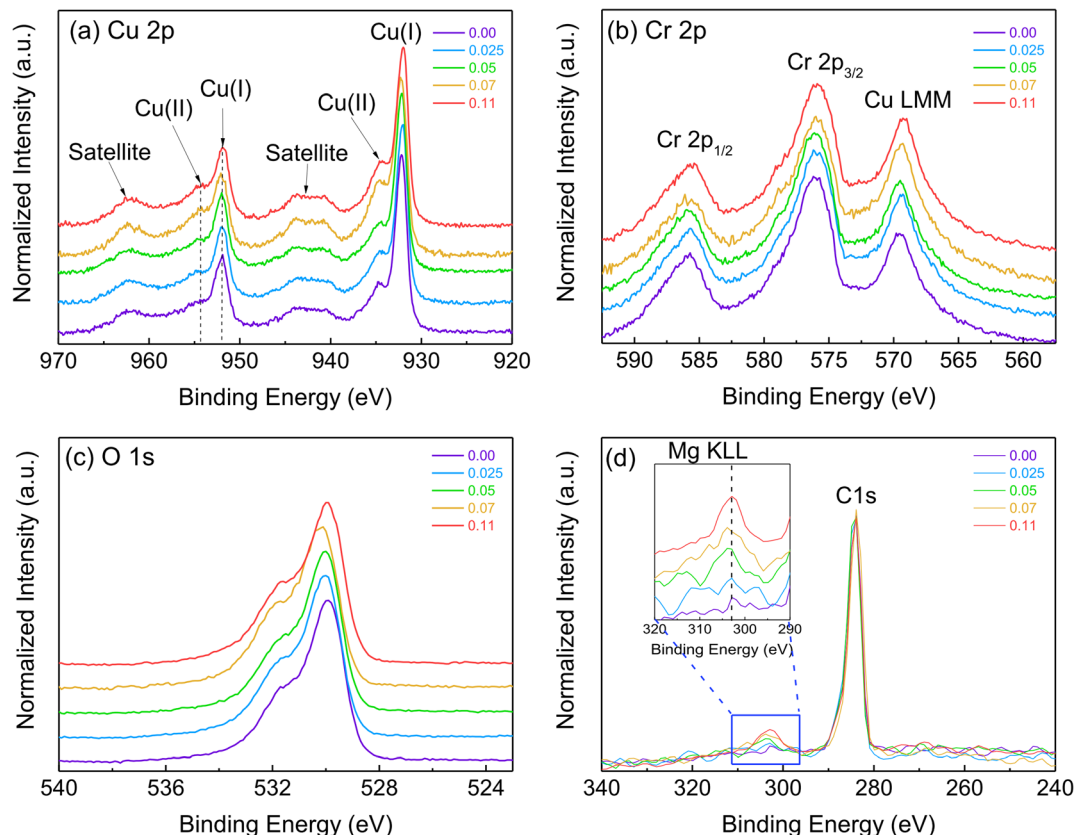 (a) Cu 2p
Cu(I)
0.00
0.025
0.05
0.07
0.11
Cu(I)
Cu(II)
Cu(II)
Satellite
Satellite
Normalized Intensity (a.u.)
970 960 950 940 930 920
Binding Energy (eV)
(b) Cr 2p
0.00
0.025
0.05
0.07
0.11
Cr 2p3/2
Cu LMM
Cr 2p1/2
Normalized Intensity (a.u.)
590 585 580 575 570 565 560
Binding Energy (eV)
(c) O 1s
0.00
0.025
0.05
0.07
0.11
Normalized Intensity (a.u.)
540 536 532 528 524
Binding Energy (eV)
(d)
Mg KLL
0.00
0.025
0.05
0.07
0.11
C1s
320 310 300 290
Binding Energy (eV)
Normalized Intensity (a.u.)
340 330 320 310 300 290 280 270 260 250 240
Binding Energy (eV)